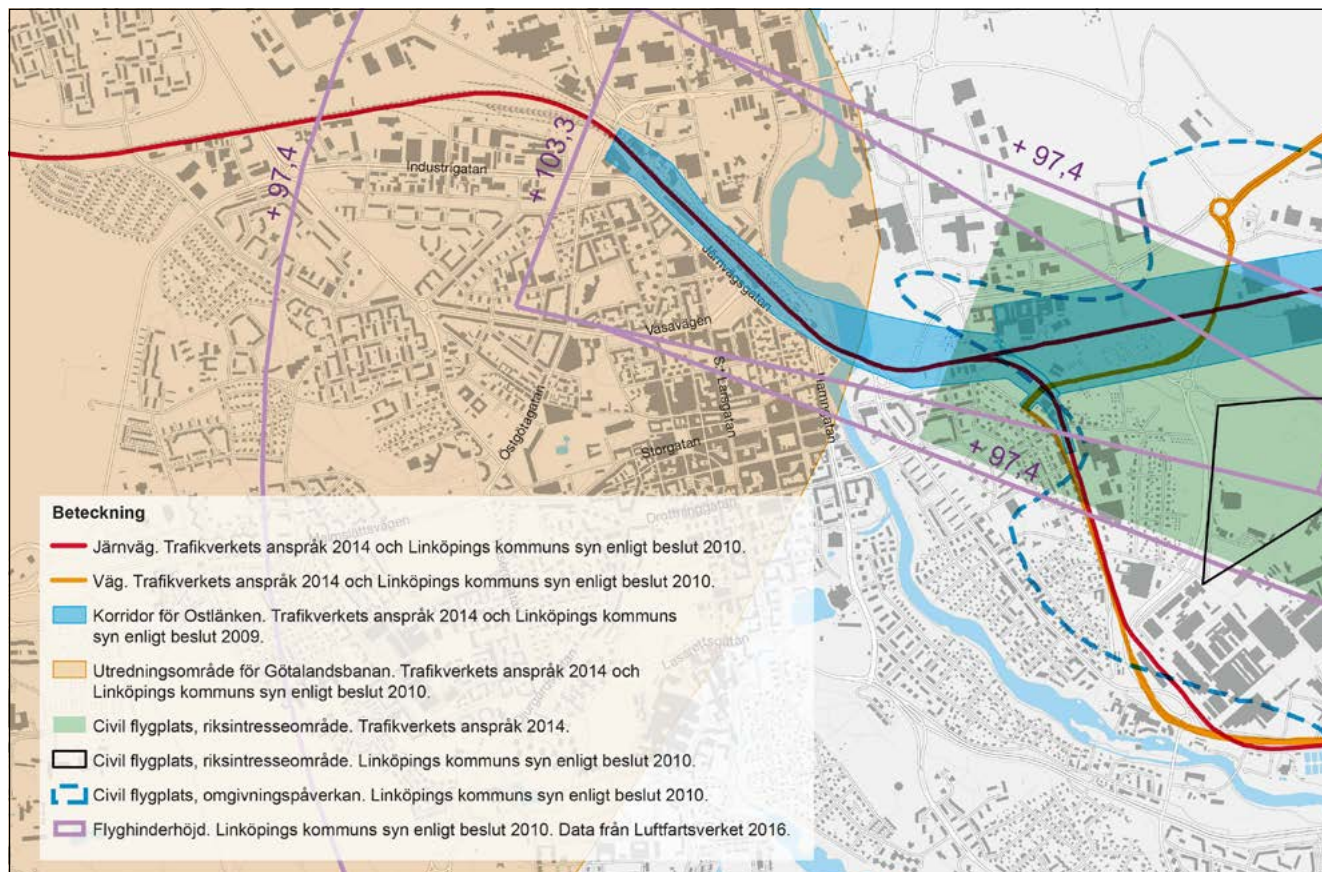 + 97,4
Industrigatan
+ 103,3
+ 97,4
Järnvägsgatan
Vasavägen
S:t Larsgatan
Hamngatan
Östgötagatan
Storgatan
+ 97,4
Drottninggatan
Lasarettsgatan
Beteckning
Järnväg. Trafikverkets anspråk 2014 och Linköpings kommuns syn enligt beslut 2010.
Väg. Trafikverkets anspråk 2014 och Linköpings kommuns syn enligt beslut 2010.
Korridor för Ostlänken. Trafikverkets anspråk 2014 och Linköpings kommuns
syn enligt beslut 2009.
Utredningsområde för Götalandsbanan. Trafikverkets anspråk 2014 och
Linköpings kommuns syn enligt beslut 2010.
Civil flygplats, riksintresseområde. Trafikverkets anspråk 2014.
Civil flygplats, riksintresseområde. Linköpings kommuns syn enligt beslut 2010.
Civil flygplats, omgivningspåverkan. Linköpings kommuns syn enligt beslut 2010.
Flyghinderhöjd. Linköpings kommuns syn enligt beslut 2010. Data från Luftfartsverket 2016.